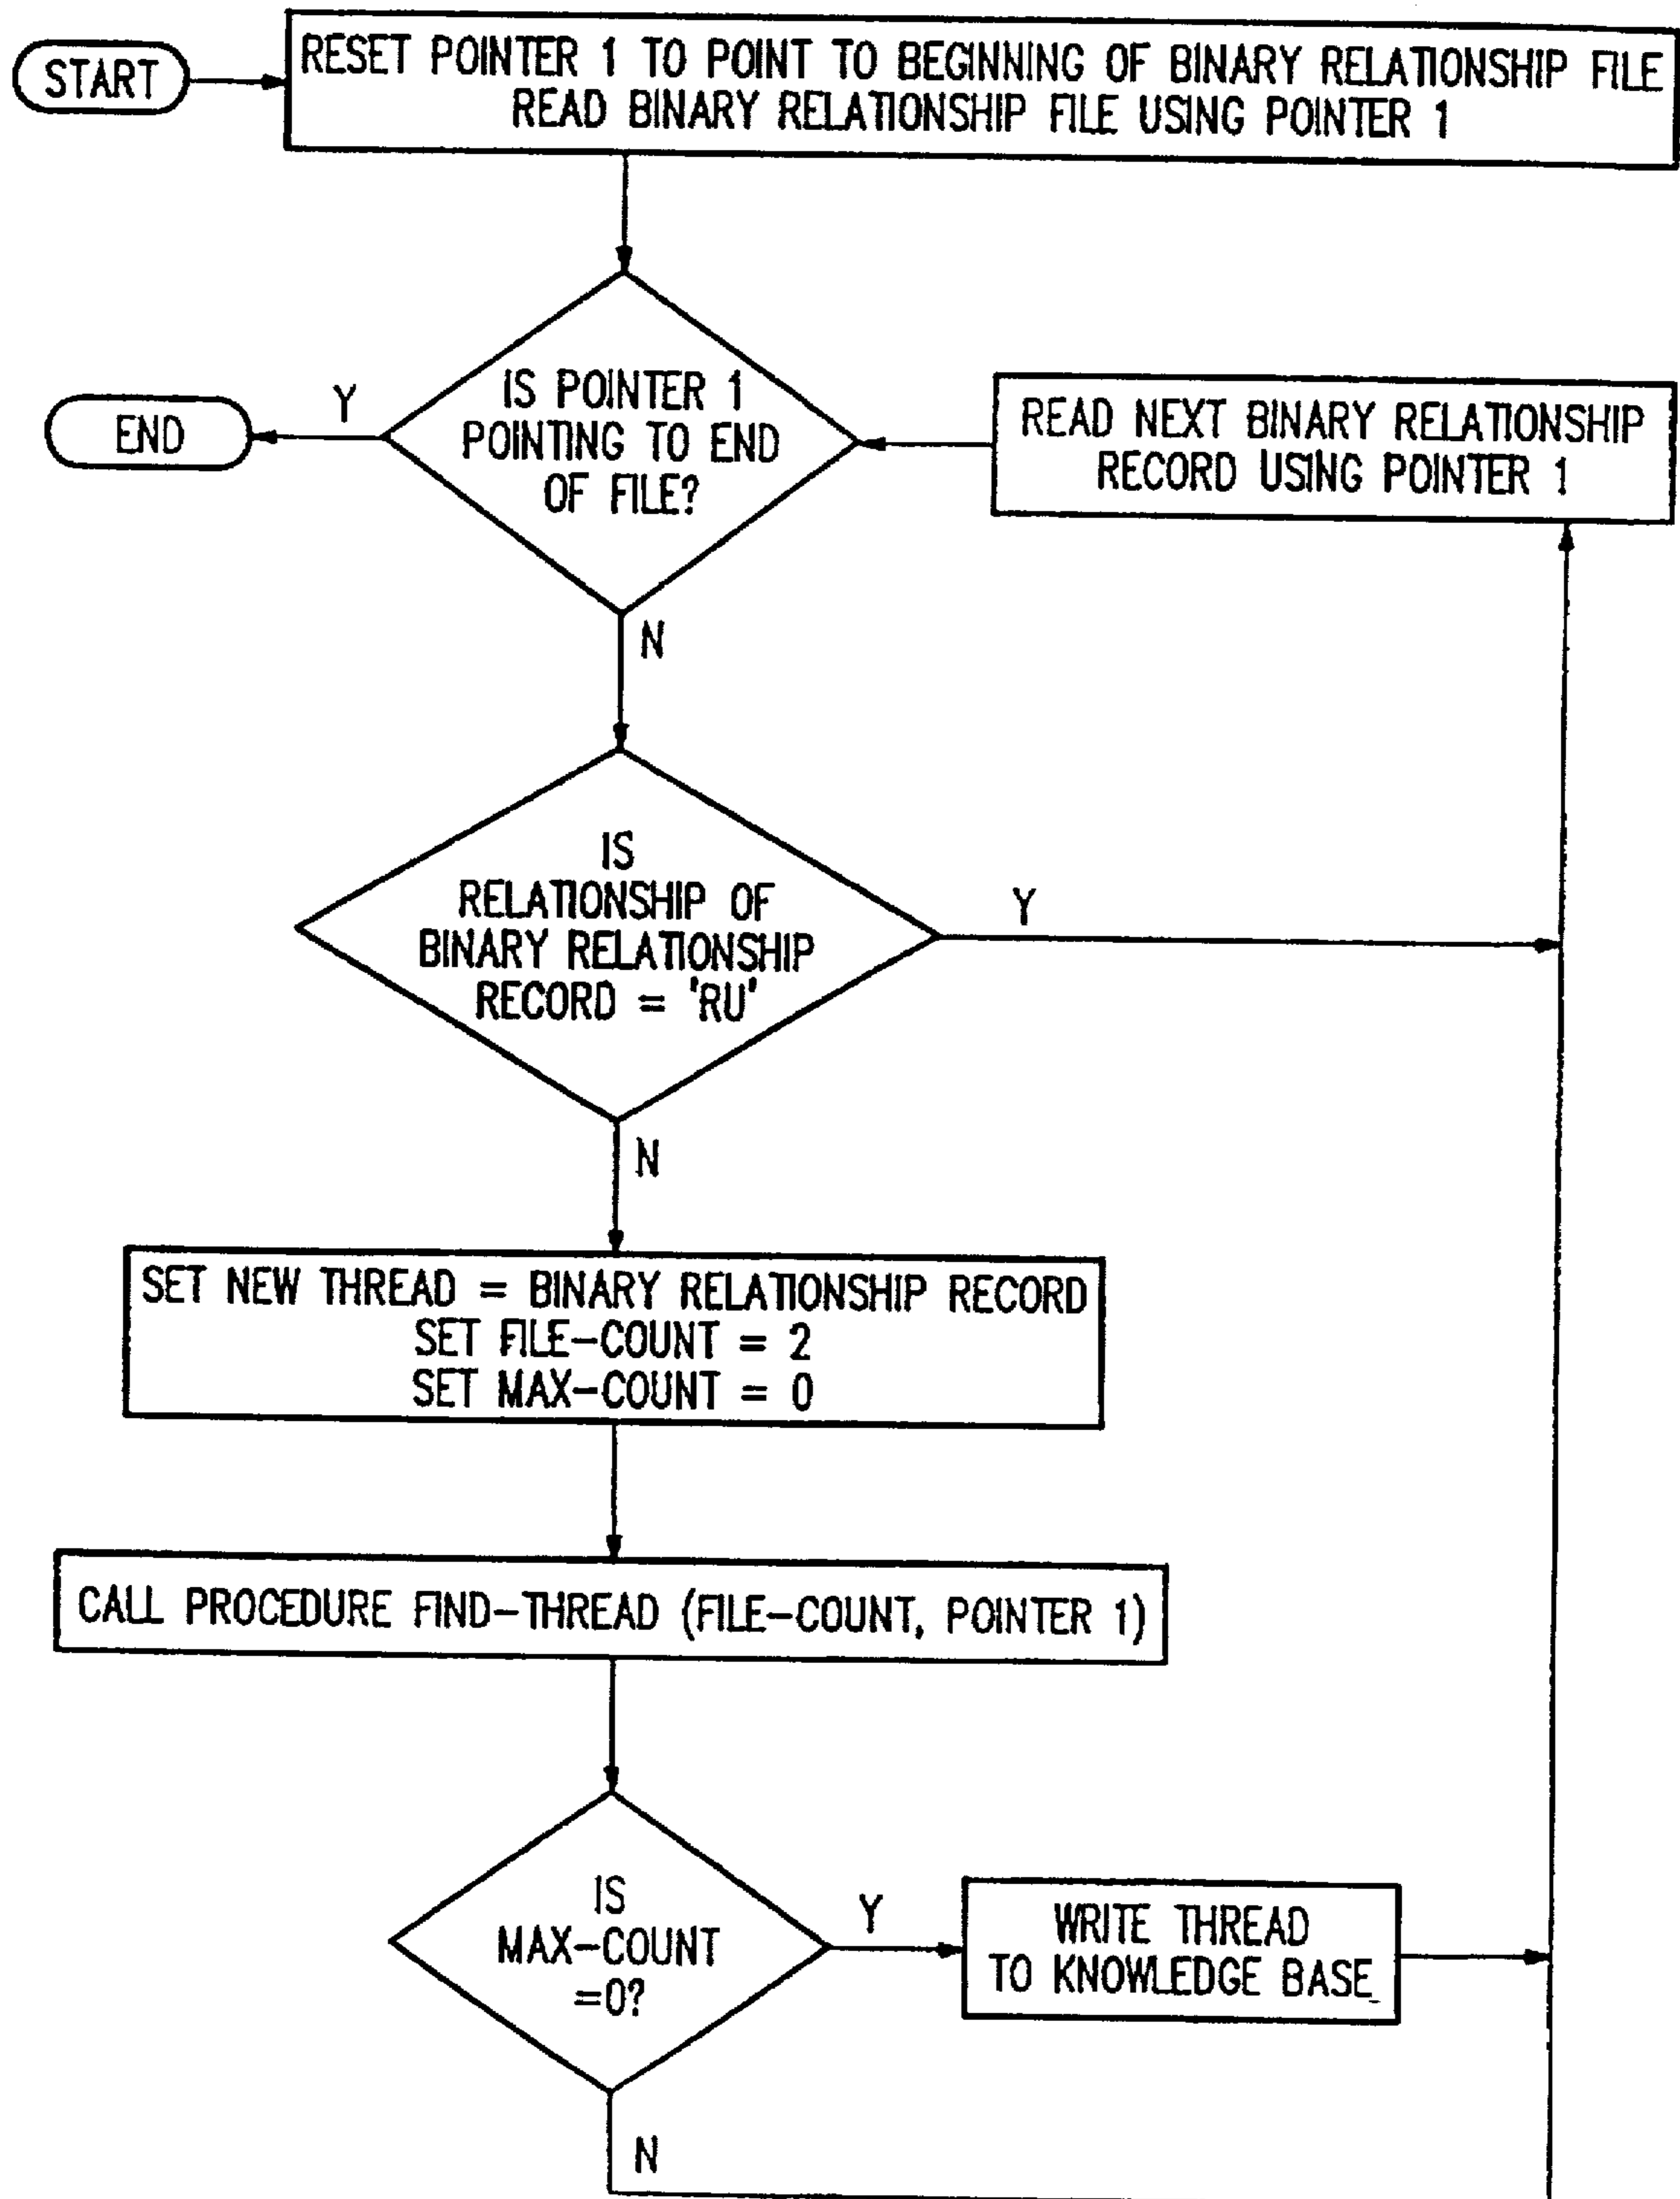 START
RESET POINTER 1 TO POINT TO BEGINNING OF BINARY RELATIONSHIP FILE
READ BINARY RELATIONSHIP FILE USING POINTER 1
IS POINTER 1
POINTING TO END
OF FILE?
Y
END
READ NEXT BINARY RELATIONSHIP
RECORD USING POINTER 1
N
IS
RELATIONSHIP OF
BINARY RELATIONSHIP
RECORD = 'RU'
Y
N
SET NEW THREAD = BINARY RELATIONSHIP RECORD
SET FILE-COUNT = 2
SET MAX-COUNT = 0
CALL PROCEDURE FIND-THREAD (FILE-COUNT, POINTER 1)
IS
MAX-COUNT
=0?
Y
WRITE THREAD
TO KNOWLEDGE BASE
N